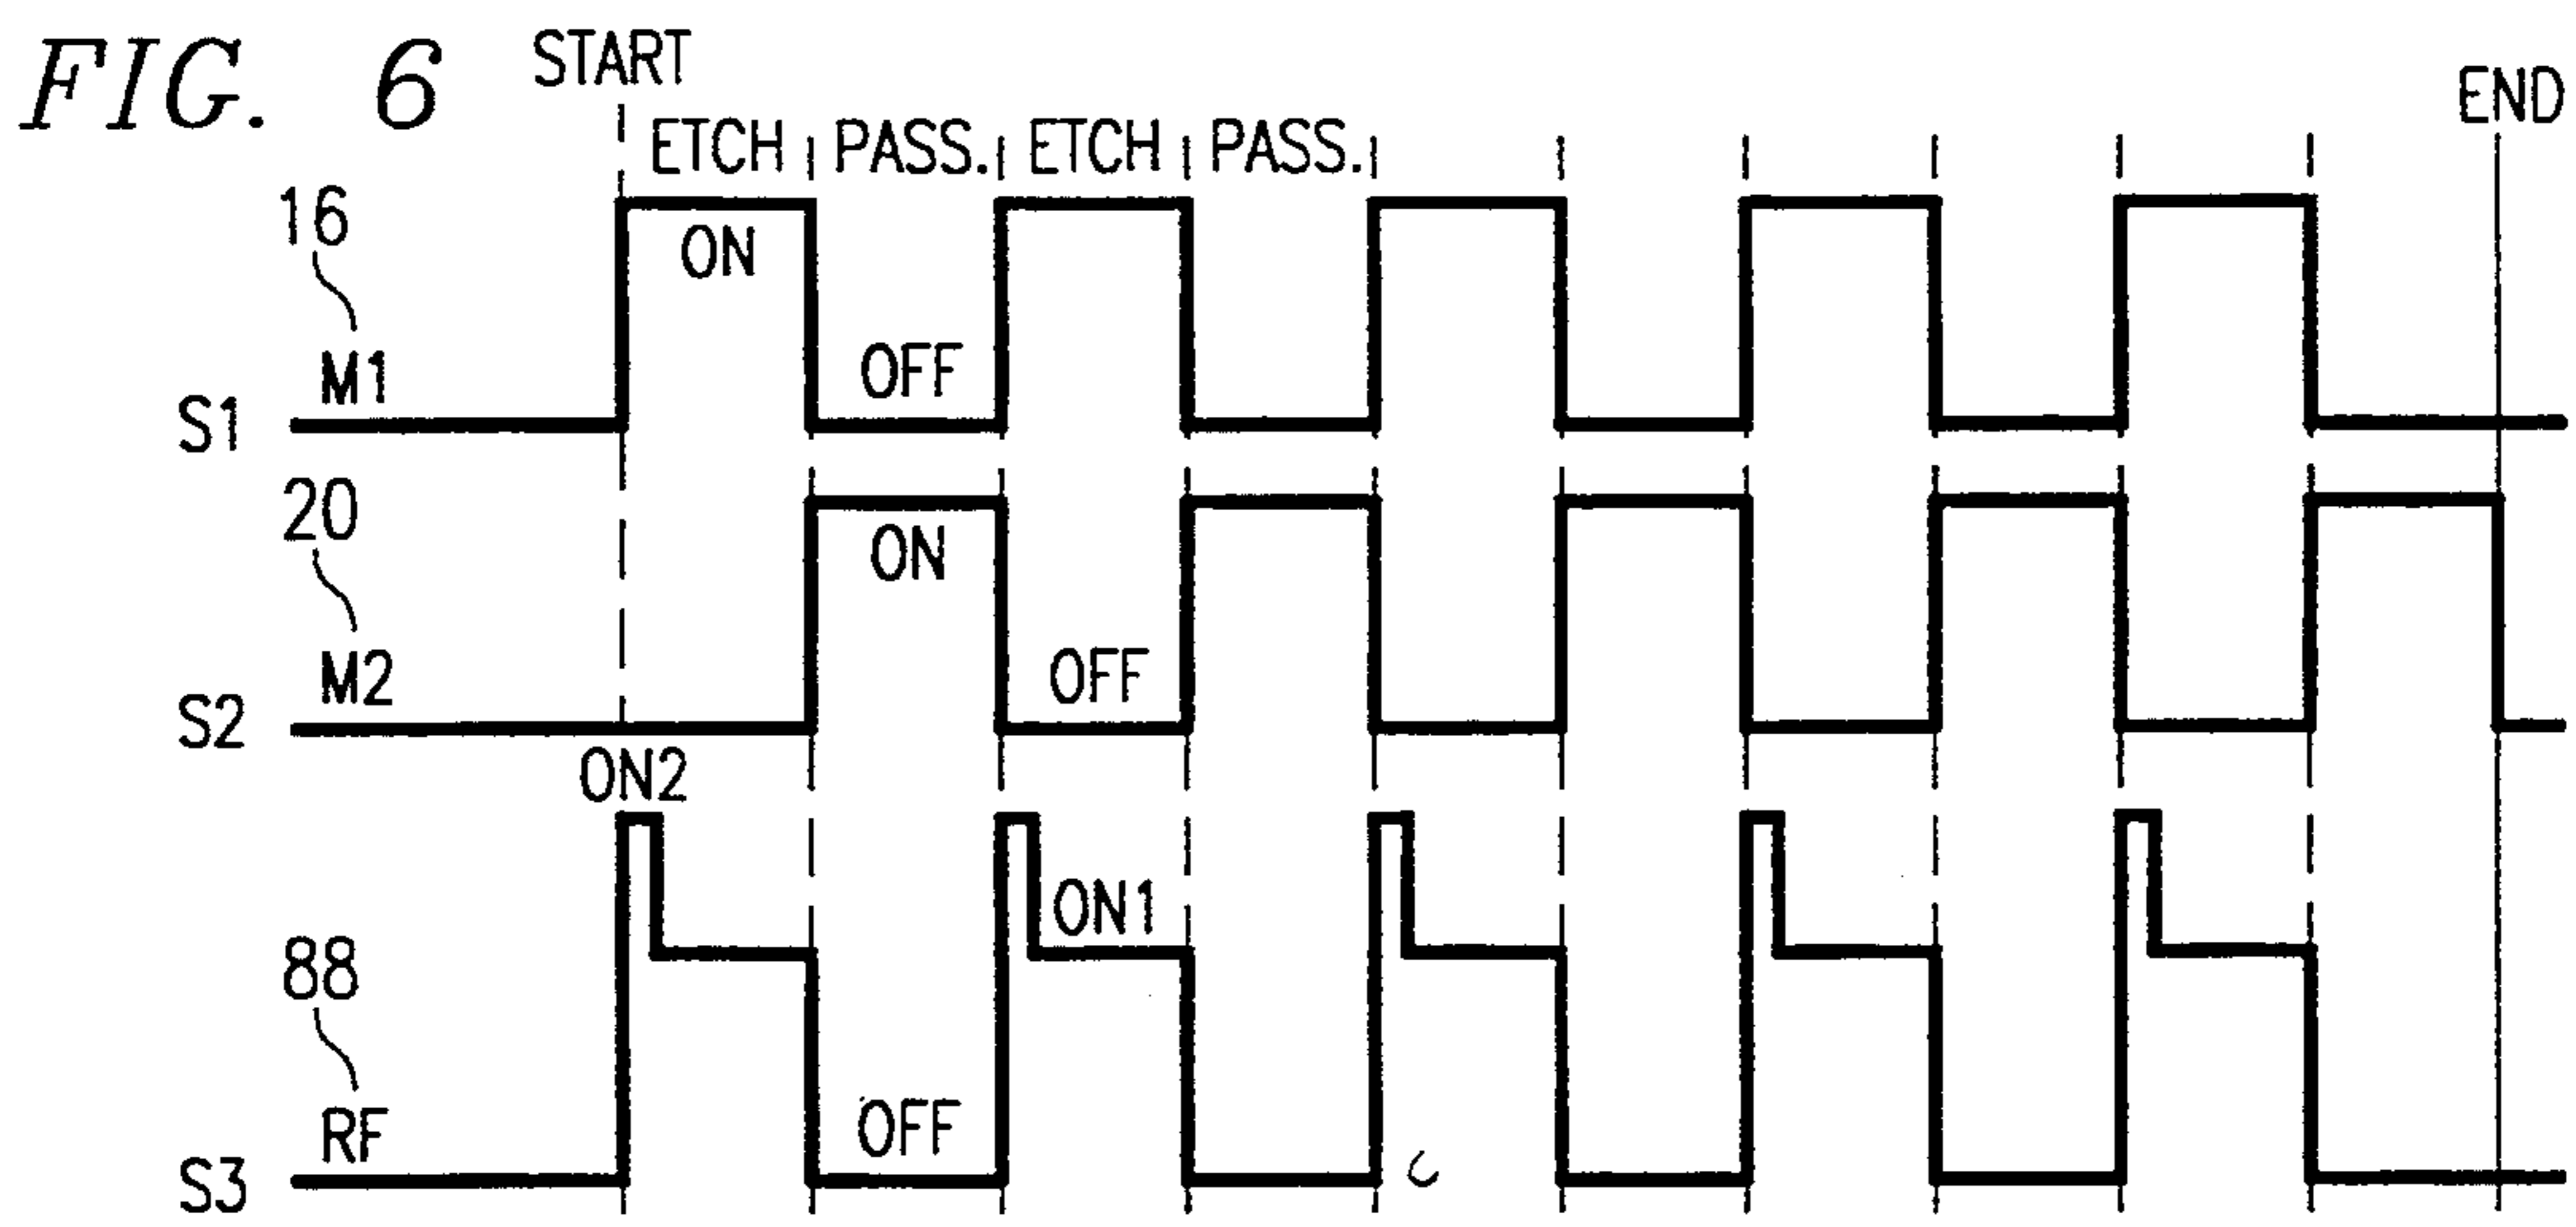 FIG. 6
START
END
ETCH PASS. ETCH PASS.
16
ON
M1
OFF
S1
20
ON
M2
OFF
S2
ON2
ON1
88
RF
OFF
S3